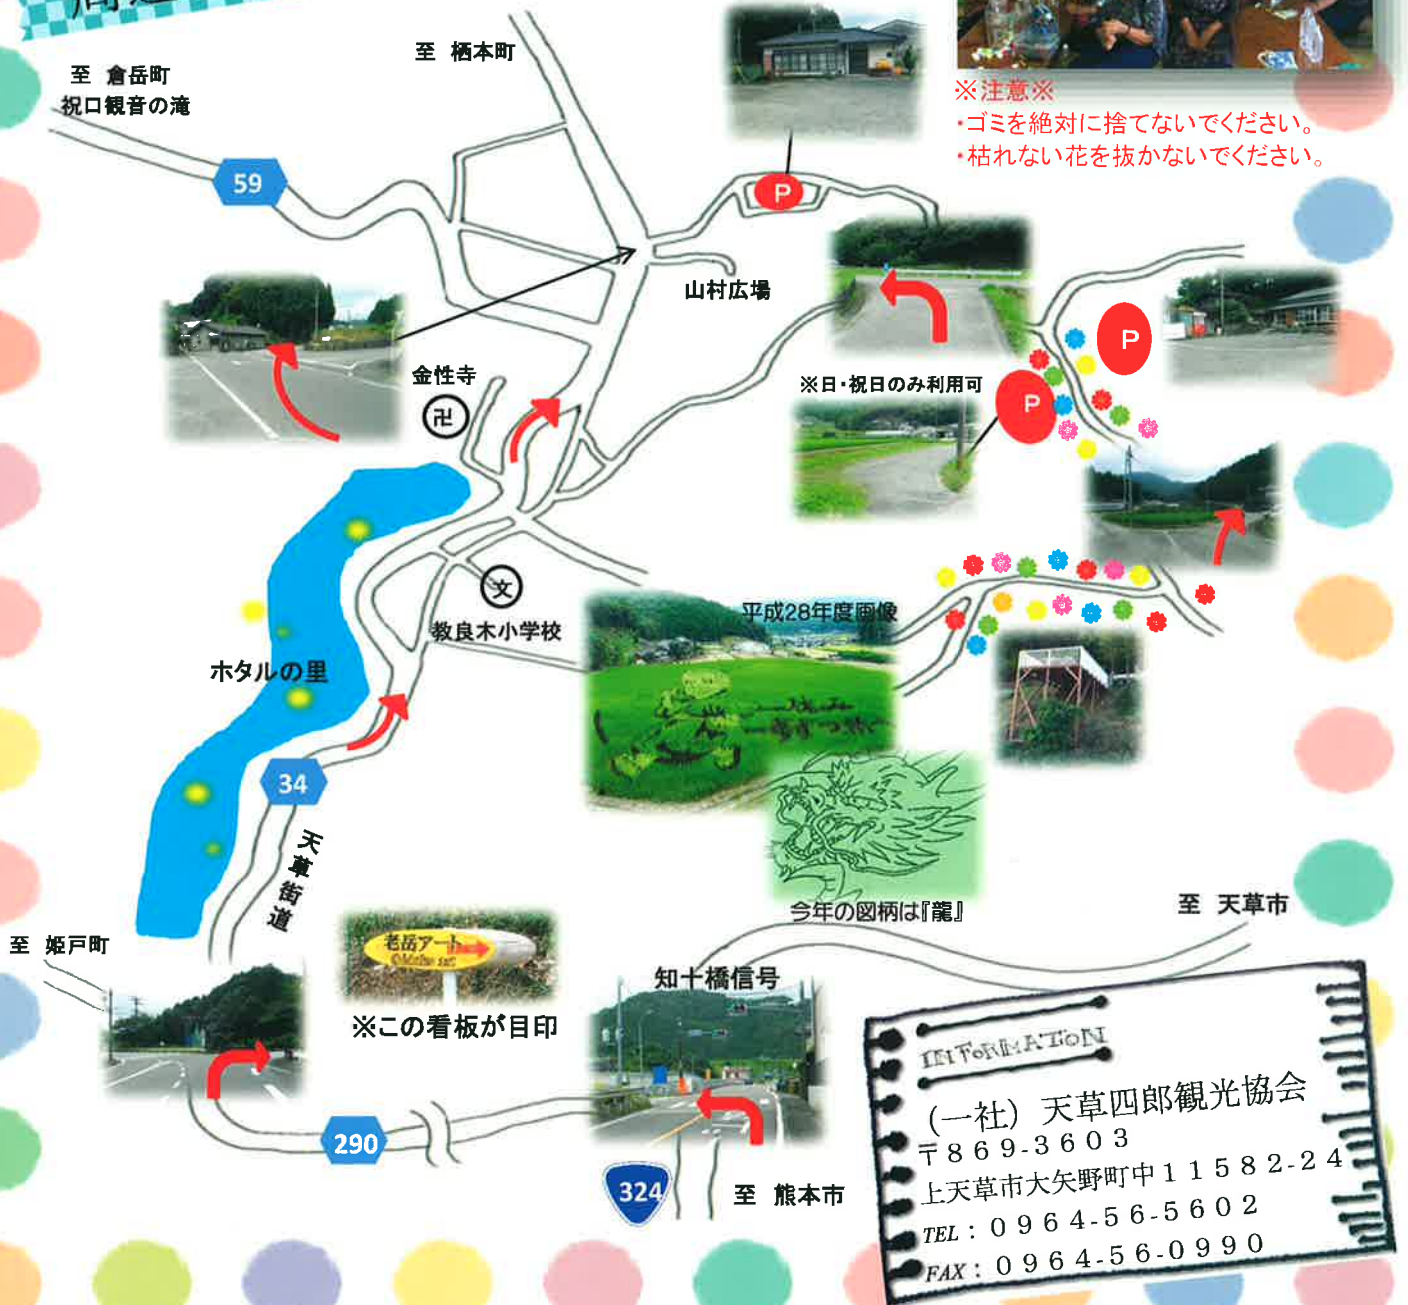 周辺
至 倉岳町
祝口観音の滝
至 栖本町
※注意※
・ゴミを絶対に捨てないでください。
・枯れない花を抜かないでください。
59
P
山村広場
P
金性寺
卍
※日・祝日のみ利用可
P
文
教良木小学校
平成28年度画像
ホタルの里
34
天草街道
今年の図柄は『龍』
至 天草市
至 姫戸町
老岳アート
※この看板が目印
知十橋信号
290
324
至 熊本市
INFORMATION
(一社) 天草四郎観光協会
〒869-3603
上天草市大矢野町中11582-24
TEL：0964-56-5602
FAX：0964-56-0990